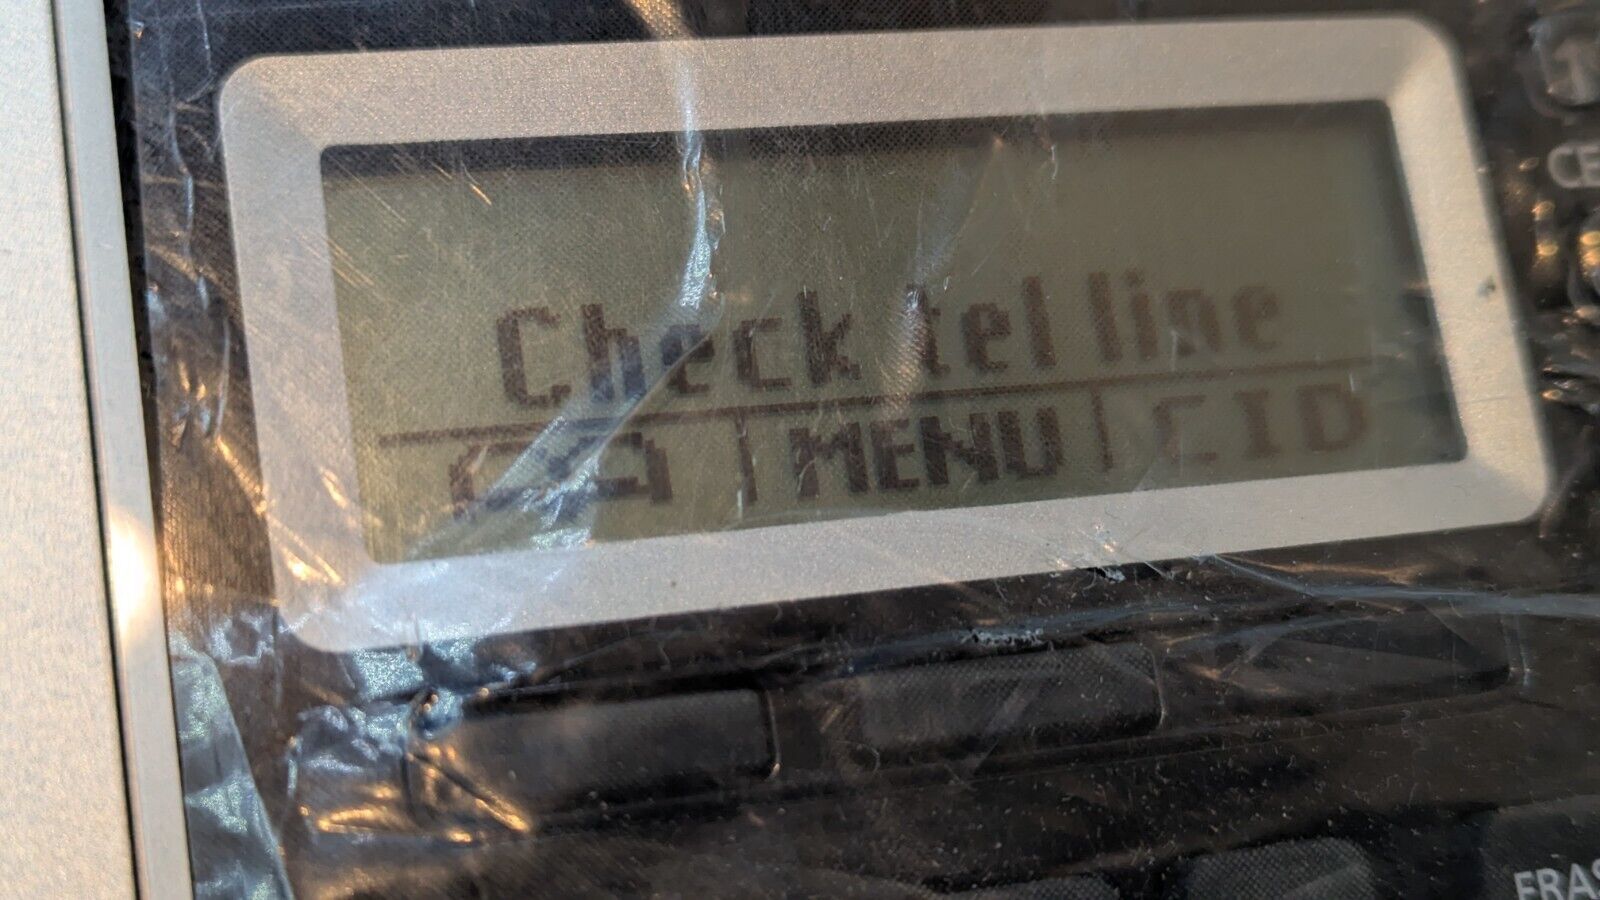 Check tel line
MENU CID